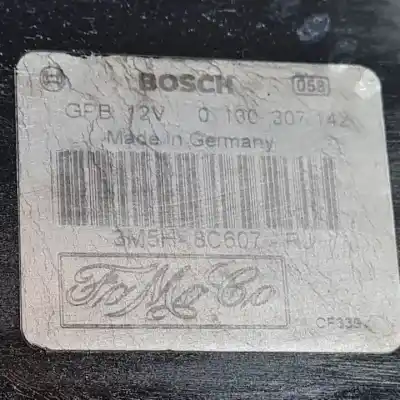 BOSCH 058
GPB 12V 0 130 307 142
Made in Germany
3M5H-8C607-RJ
FoMoCo
CF339